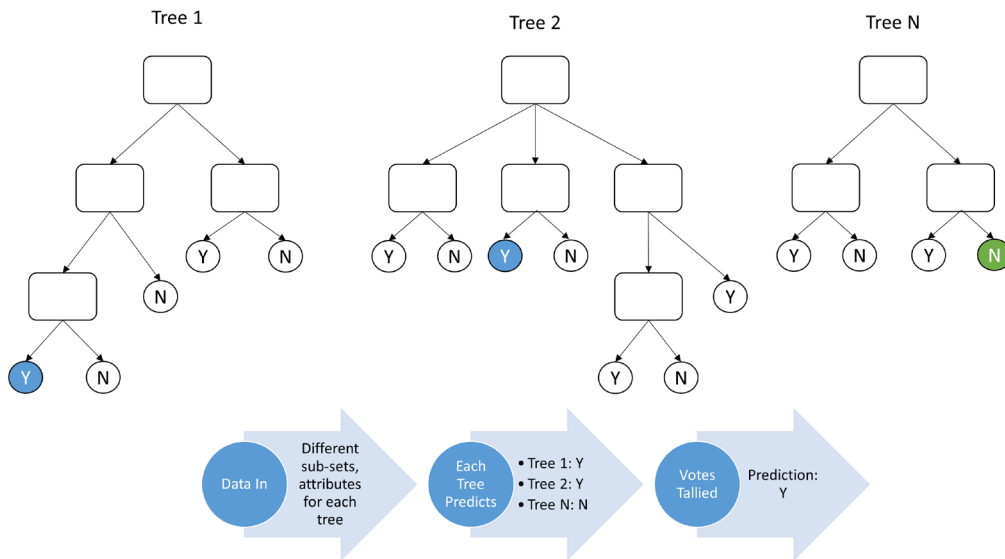 Tree 1
Tree 2
Tree N
Y
N
Y
N
Y
N
Y
N
Y
N
Y
N
N
Y
Y
N
Y
N
Data In
Different
sub-sets,
attributes
for each
tree
Each
Tree
Predicts
• Tree 1: Y
• Tree 2: Y
• Tree N: N
Votes
Tallied
Prediction:
Y